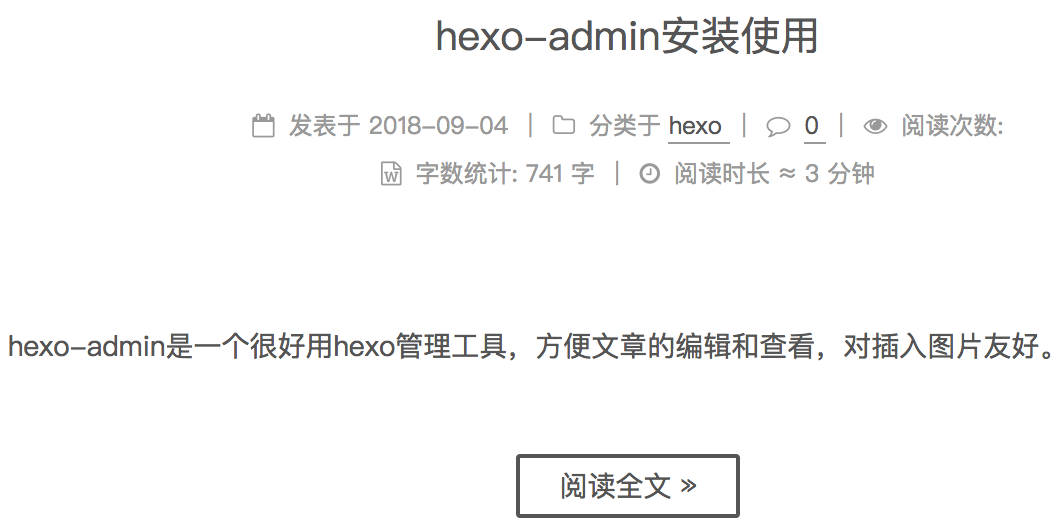 hexo-admin安装使用
发表于 2018-09-04 | 分类于 hexo | 0 | 阅读次数:
字数统计: 741 字 | 阅读时长 ≈ 3 分钟
hexo-admin是一个很好用hexo管理工具，方便文章的编辑和查看，对插入图片友好。
阅读全文 »